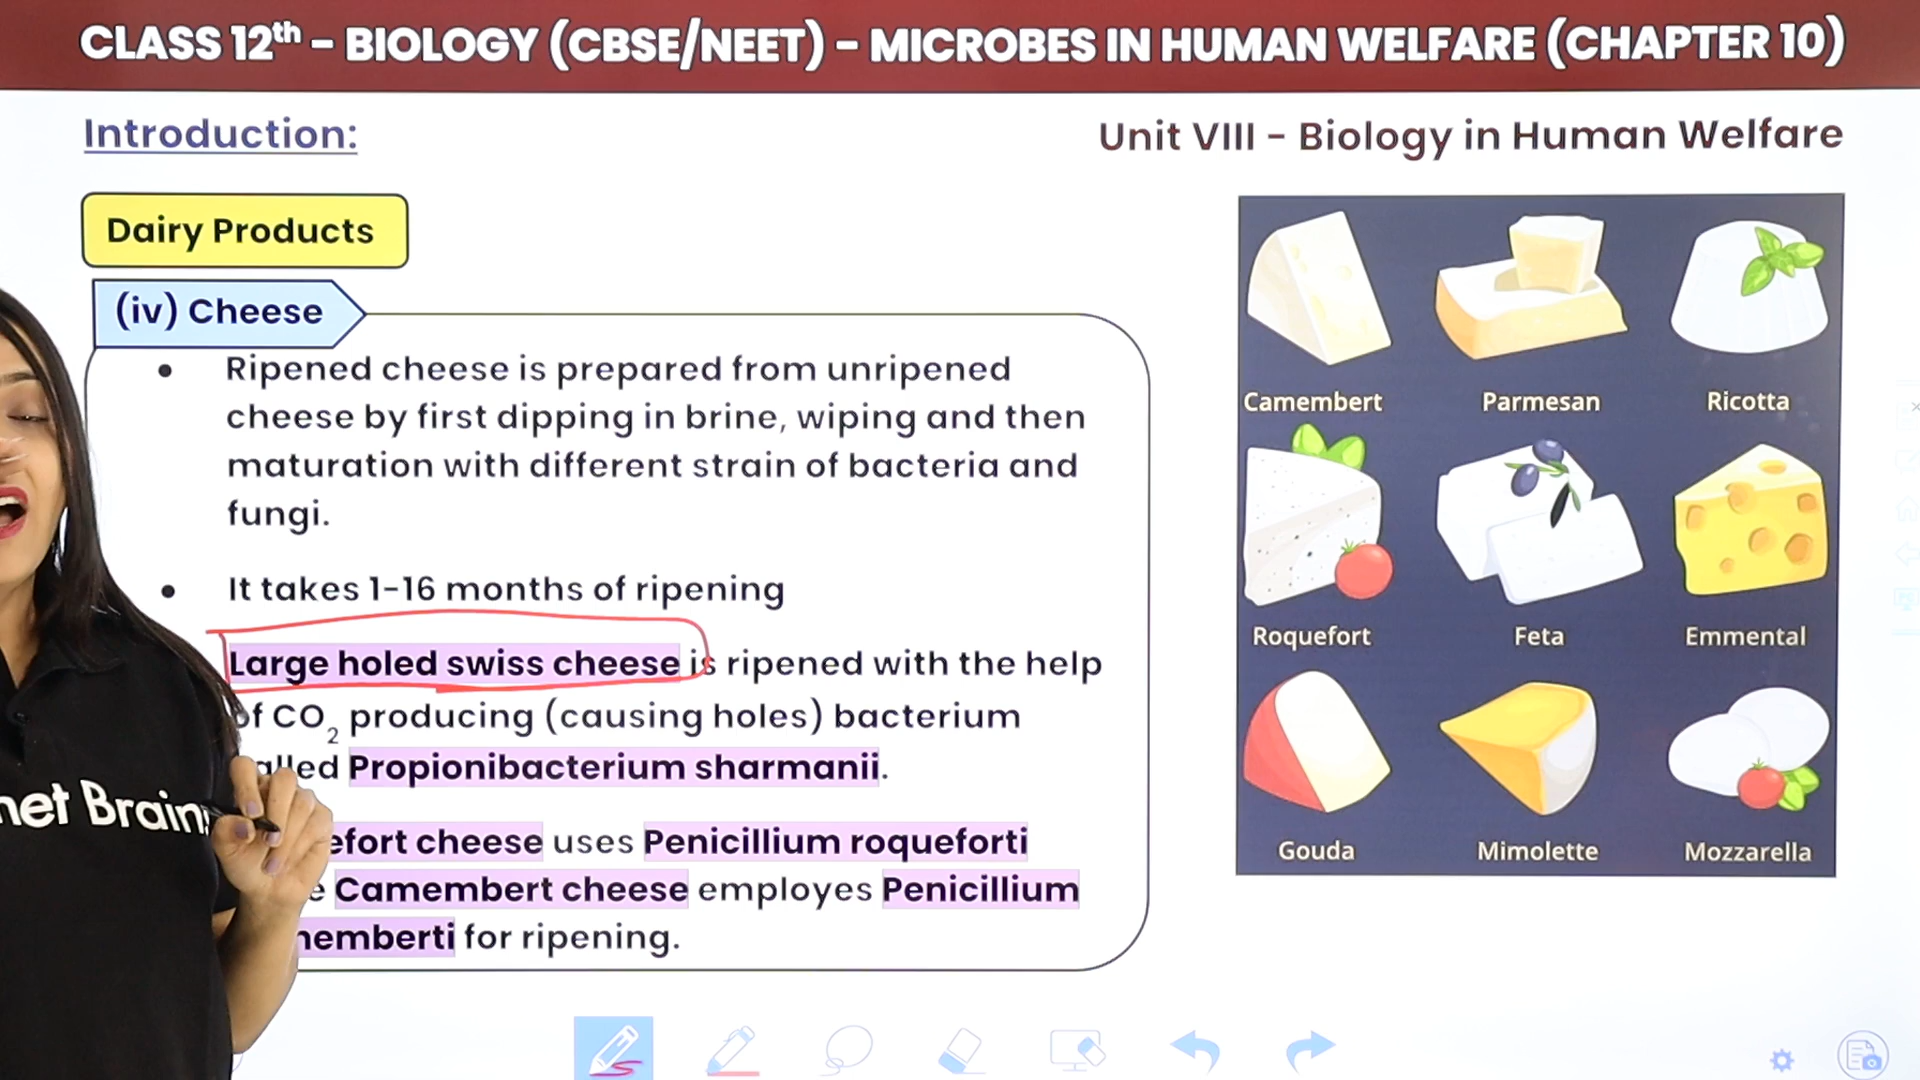 CLASS 12th - BIOLOGY (CBSE/NEET) - MICROBES IN HUMAN WELFARE (CHAPTER 10)
Introduction:
Unit VIII - Biology in Human Welfare
Dairy Products
(iv) Cheese
• Ripened cheese is prepared from unripened
cheese by first dipping in brine, wiping and then
maturation with different strain of bacteria and
fungi.
• It takes 1-16 months of ripening
Large holed swiss cheese is ripened with the help
of CO2 producing (causing holes) bacterium
alled Propionibacterium sharmanii.
efort cheese uses Penicillium roqueforti
e Camembert cheese employes Penicillium
memberti for ripening.
Camembert
Parmesan
Ricotta
Roquefort
Feta
Emmental
Gouda
Mimolette
Mozzarella
net Brains